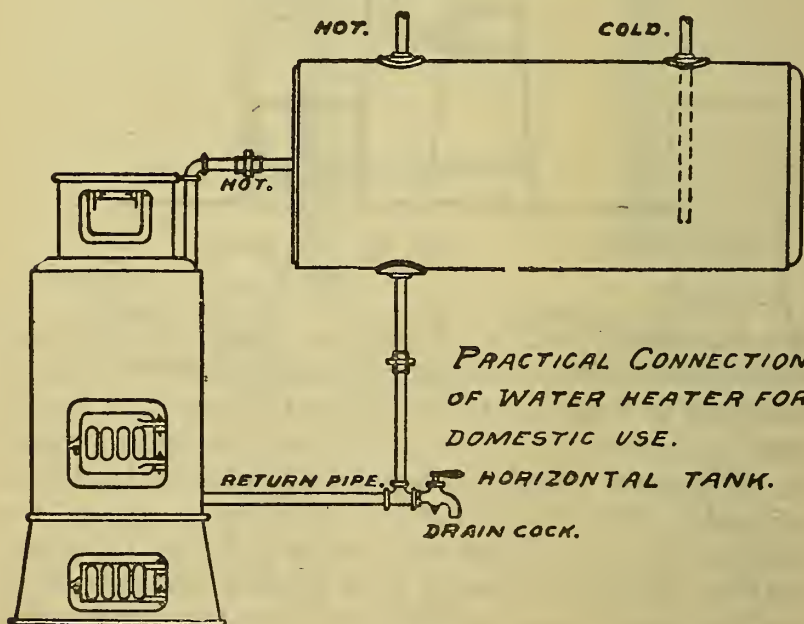 HOT.
COLD.
HOT.
PRACTICAL CONNECTION
OF WATER HEATER FOR
DOMESTIC USE.
HORIZONTAL TANK.
RETURN PIPE.
DRAIN COCK.